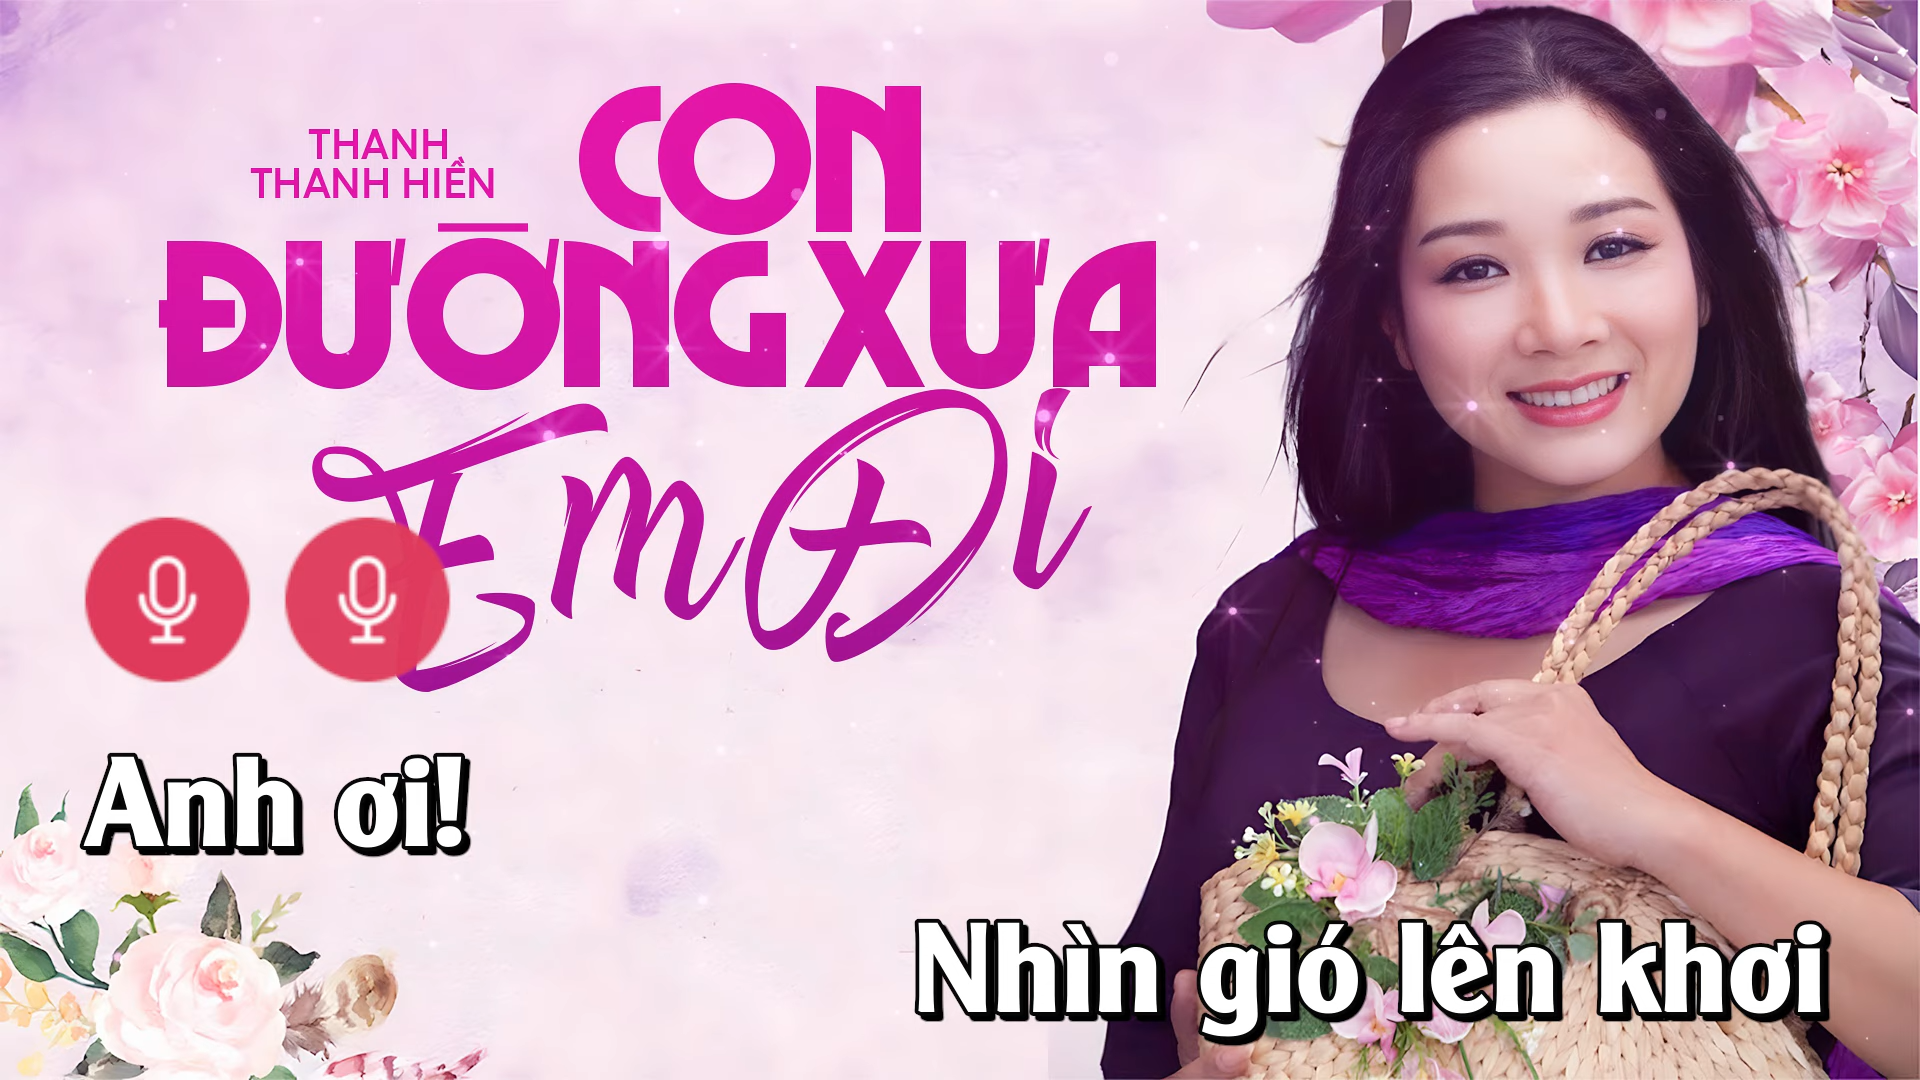 THANH
THANH HIỀN
CON
ĐƯỜNG XƯA
Em Đi
Anh ơi!
Nhìn gió lên khơi